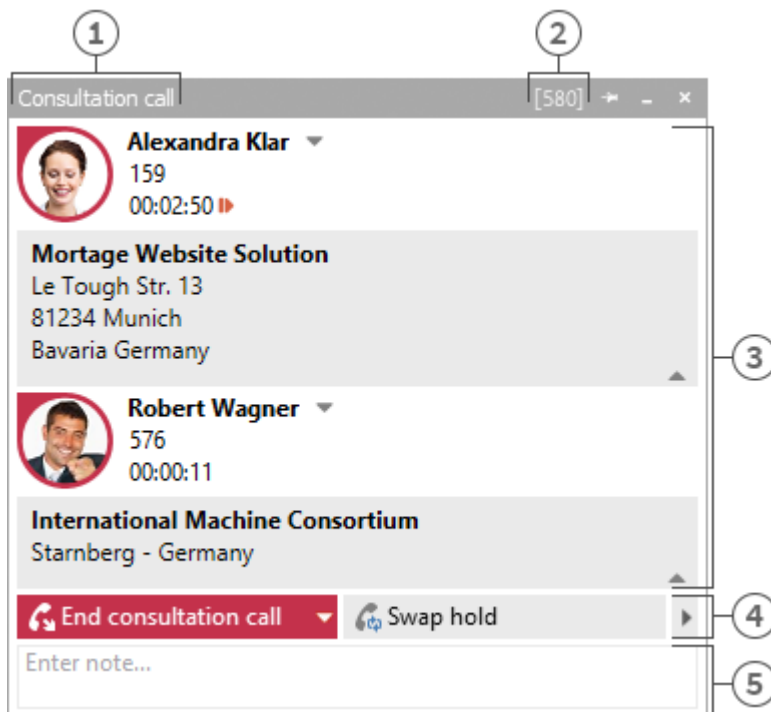 1
2
Consultation call [580]
Alexandra Klar
159
00:02:50
Mortage Website Solution
Le Tough Str. 13
81234 Munich
Bavaria Germany
3
Robert Wagner
576
00:00:11
International Machine Consortium
Starnberg - Germany
End consultation call Swap hold
4
Enter note...
5